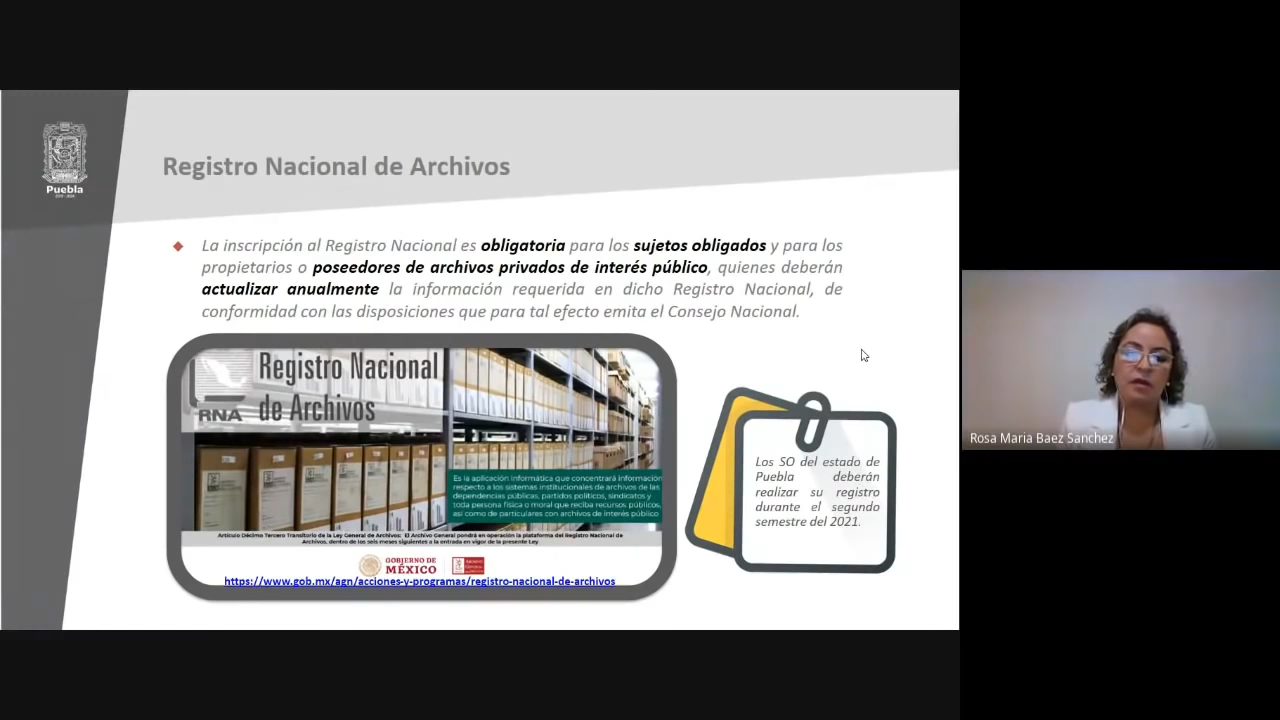 Puebla
Registro Nacional de Archivos
La inscripción al Registro Nacional es obligatoria para los sujetos obligados y para los
propietarios o poseedores de archivos privados de interés público, quienes deberán
actualizar anualmente la información requerida en dicho Registro Nacional, de
conformidad con las disposiciones que para tal efecto emita el Consejo Nacional.
Registro Nacional
de Archivos
RNA
Es la aplicación informática que concentrará información
respecto a los sistemas institucionales de archivos de las
dependencias públicas, partidos políticos, sindicatos y
toda persona física o moral que reciba recursos públicos,
así como de particulares con archivos de interés público
Artículo Décimo Tercero Transitorio de la Ley General de Archivos: El Archivo General pondrá en operación la plataforma del Registro Nacional de
Archivos, dentro de los seis meses siguientes a la entrada en vigor de la presente Ley
GOBIERNO DE
MÉXICO
https://www.gob.mx/agn/acciones-y-programas/registro-nacional-de-archivos
Los SO del estado de
Puebla deberán
realizar su registro
durante el segundo
semestre del 2021.
Rosa Maria Baez Sanchez